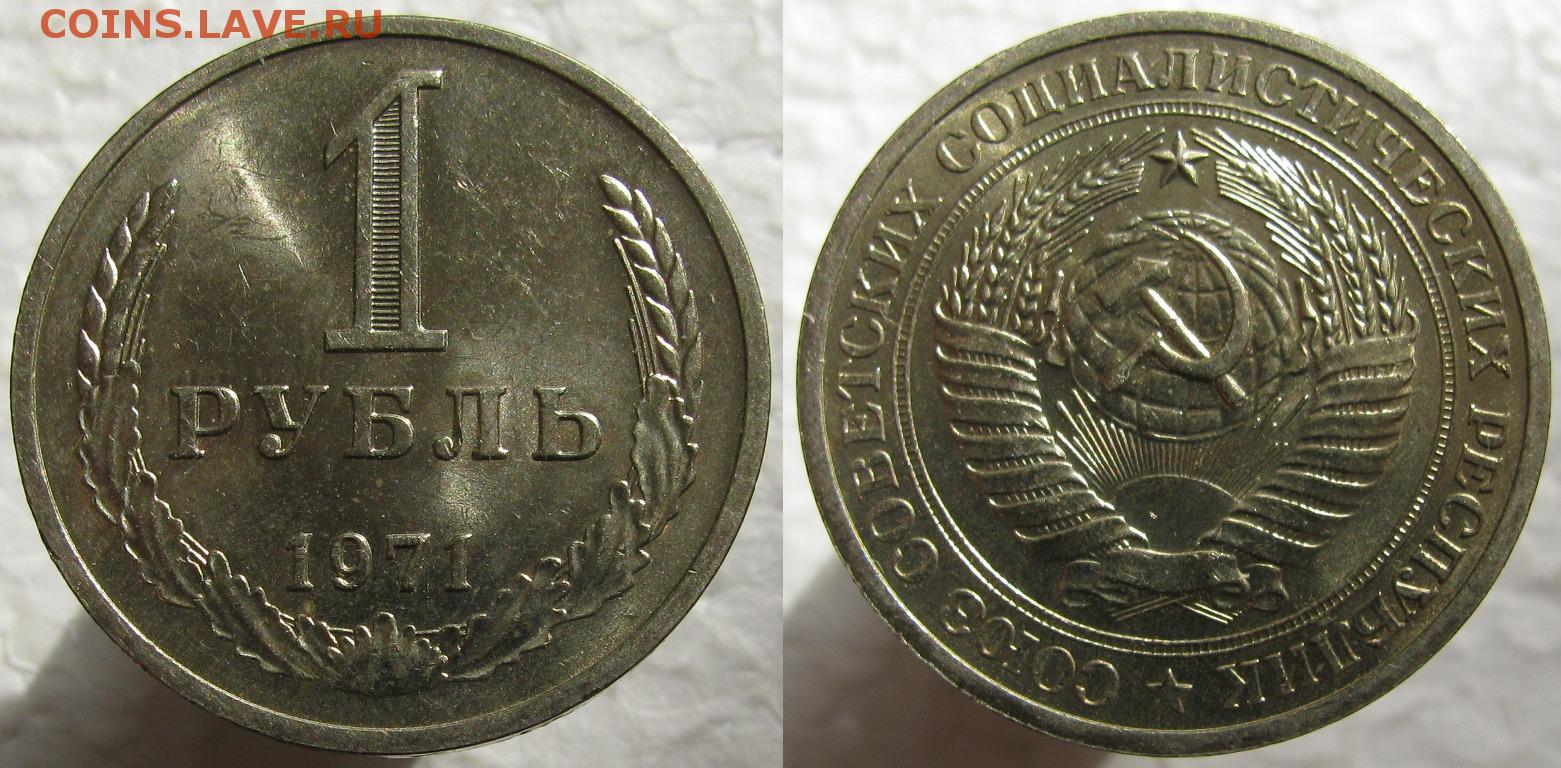 COINS.LAVE.RU
1
РУБЛЬ
1971
СОЮЗ СОВЕТСКИХ СОЦИАЛИСТИЧЕСКИХ РЕСПУБЛИК